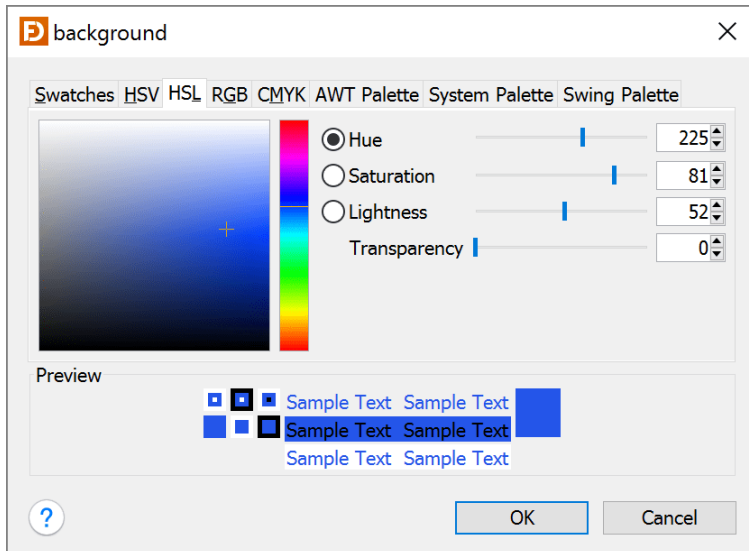 background
Swatches HSV HSL RGB CMYK AWT Palette System Palette Swing Palette
Hue 225
Saturation 81
Lightness 52
Transparency 0
Preview
Sample Text Sample Text
Sample Text Sample Text
Sample Text Sample Text
? OK Cancel